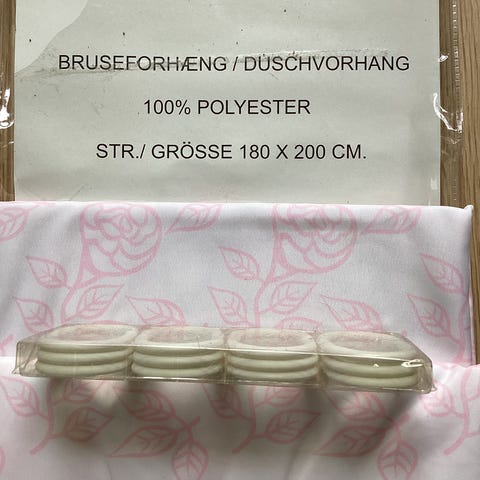 BRUSEFORHÆNG / DUSCHVORHANG
100% POLYESTER
STR./ GRÖSSE 180 X 200 CM.